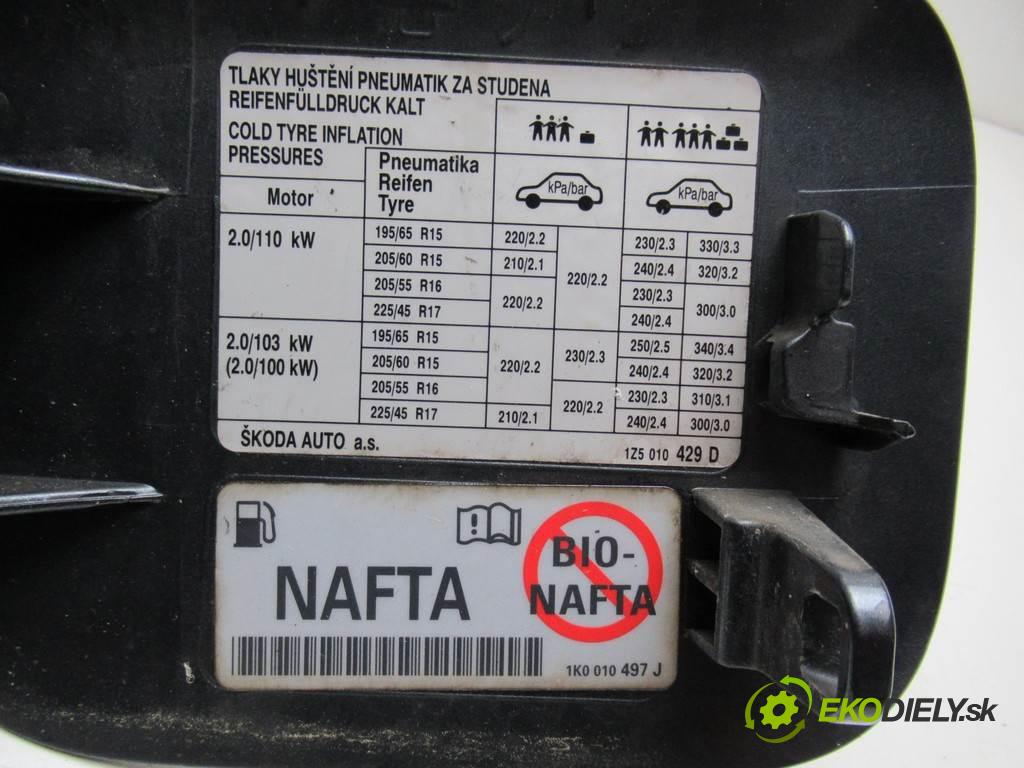 TLAKY HUŠTĚNÍ PNEUMATIK ZA STUDENA
REIFENFÜLLDRUCK KALT
COLD TYRE INFLATION
PRESSURES
Motor
Pneumatika
Reifen
Tyre
kPa/bar
kPa/bar
2.0/110 kW
195/65 R15 220/2.2 220/2.2 230/2.3 330/3.3
205/60 R15 210/2.1 240/2.4 320/3.2
205/55 R16 220/2.2 230/2.3 300/3.0
225/45 R17 240/2.4
2.0/103 kW
(2.0/100 kW)
195/65 R15 220/2.2 230/2.3 250/2.5 340/3.4
205/60 R15 240/2.4 320/3.2
205/55 R16 220/2.2 230/2.3 310/3.1
225/45 R17 210/2.1 240/2.4 300/3.0
ŠKODA AUTO a.s. 1Z5 010 429 D
NAFTA
BIO-
NAFTA
1K0 010 497 J
EKODIELY.sk